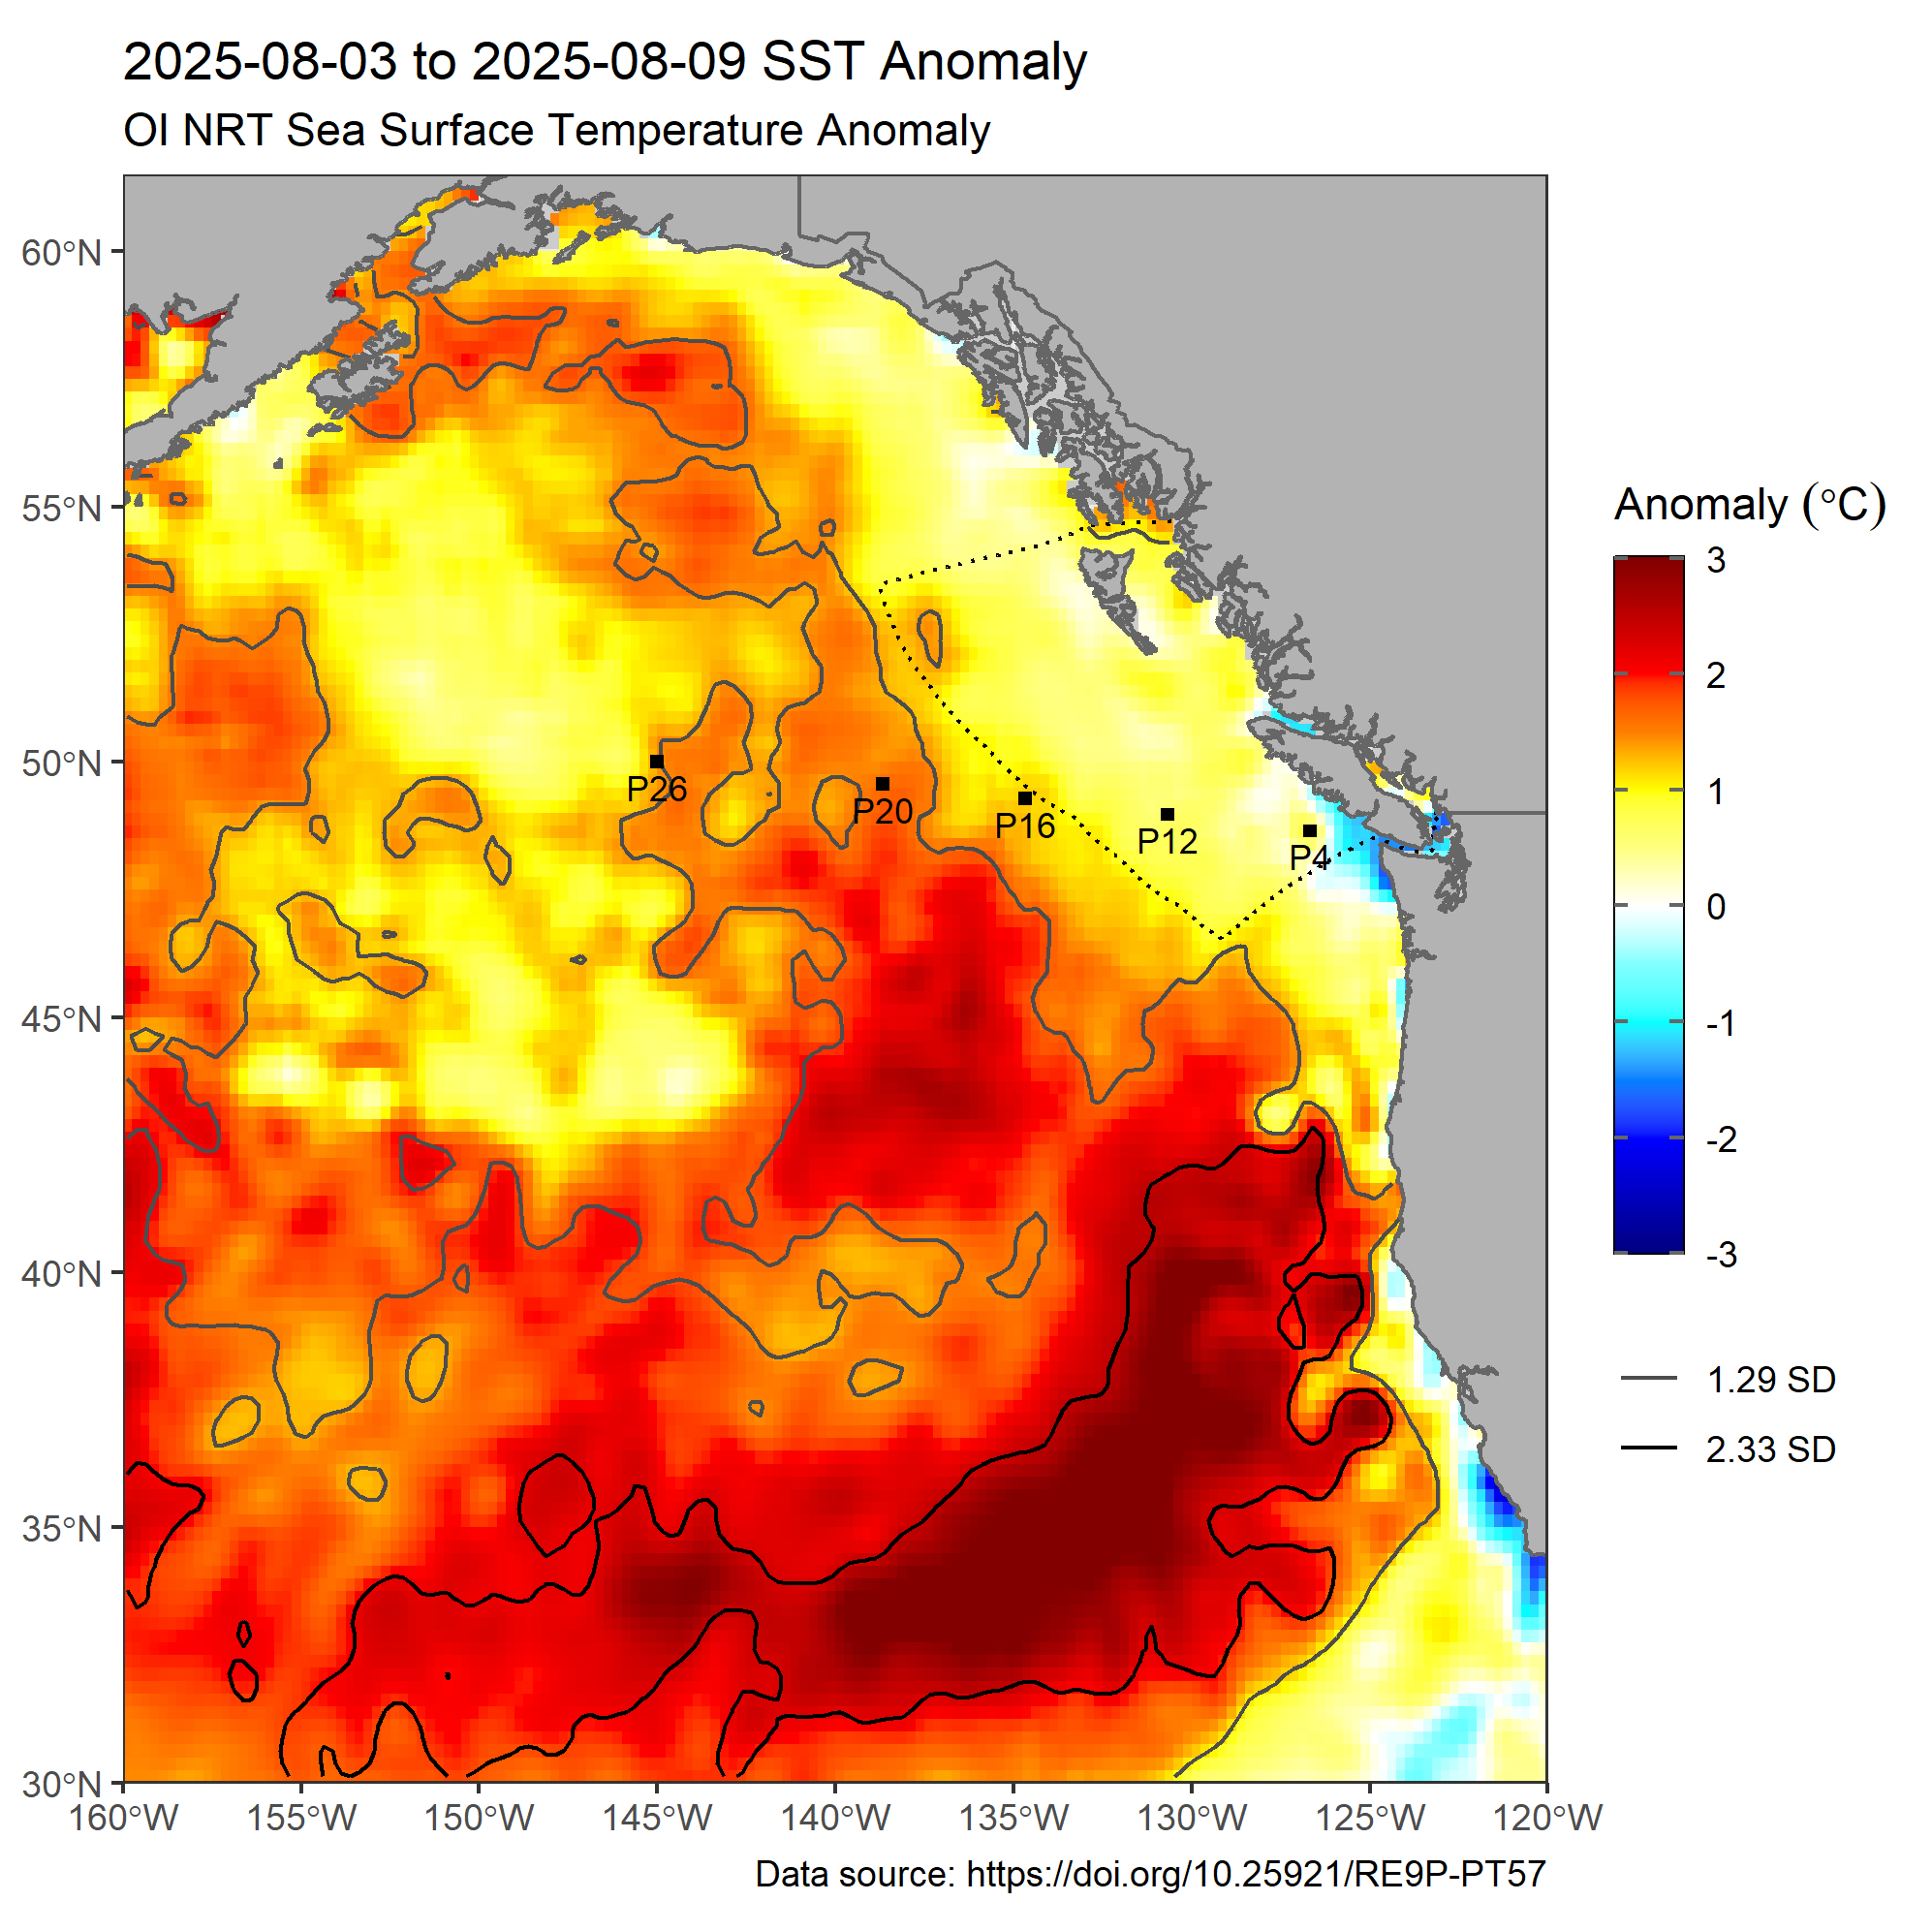 2025-08-03 to 2025-08-09 SST Anomaly
OI NRT Sea Surface Temperature Anomaly
60°N
55°N
50°N
45°N
40°N
35°N
30°N
160°W
155°W
150°W
145°W
140°W
135°W
130°W
125°W
120°W
P26
P20
P16
P12
P4
Anomaly (°C)
3
2
1
0
-1
-2
-3
1.29 SD
2.33 SD
Data source: https://doi.org/10.25921/RE9P-PT57